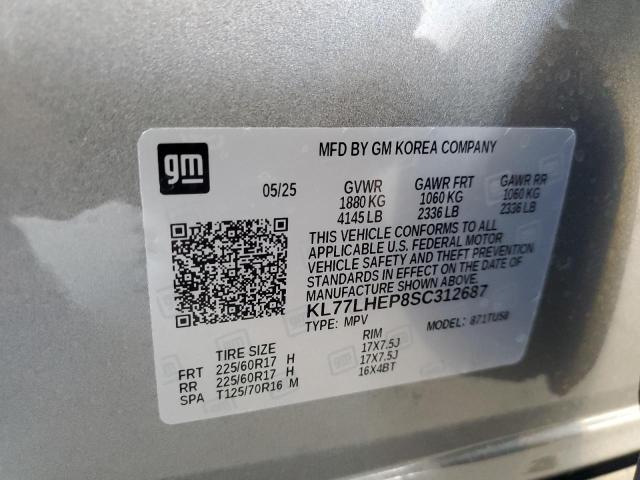 gm
MFD BY GM KOREA COMPANY
05/25 GVWR GAWR FRT GAWR RR
1880 KG 1060 KG 1060 KG
4145 LB 2336 LB 2336 LB
THIS VEHICLE CONFORMS TO ALL
APPLICABLE U.S. FEDERAL MOTOR
VEHICLE SAFETY AND THEFT PREVENTION
STANDARDS IN EFFECT ON THE DATE OF
MANUFACTURE SHOWN ABOVE.
KL77LHEP8SC312687
TYPE: MPV MODEL: 871TU58
TIRE SIZE RIM
FRT 225/60R17 H 17X7.5J
RR 225/60R17 H 17X7.5J
SPA T125/70R16 M 16X4BT